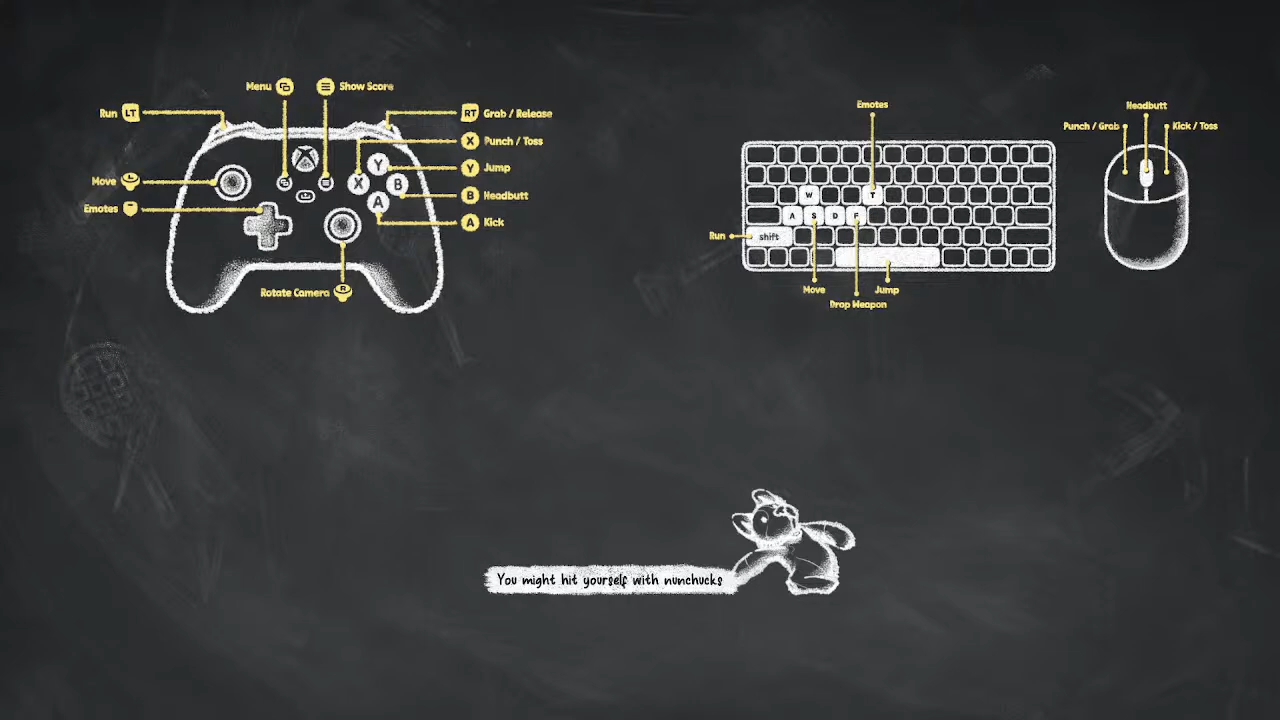 Menu
Show Score
Run LT
RT Grab / Release
X Punch / Toss
Y Jump
B Headbutt
A Kick
Move L
Emotes
Y
X
B
A
Rotate Camera R
Emotes
Headbutt
Punch / Grab
Kick / Toss
W
T
A S D F
Run
shift
Move
Jump
Drop Weapon
You might hit yourself with nunchucks